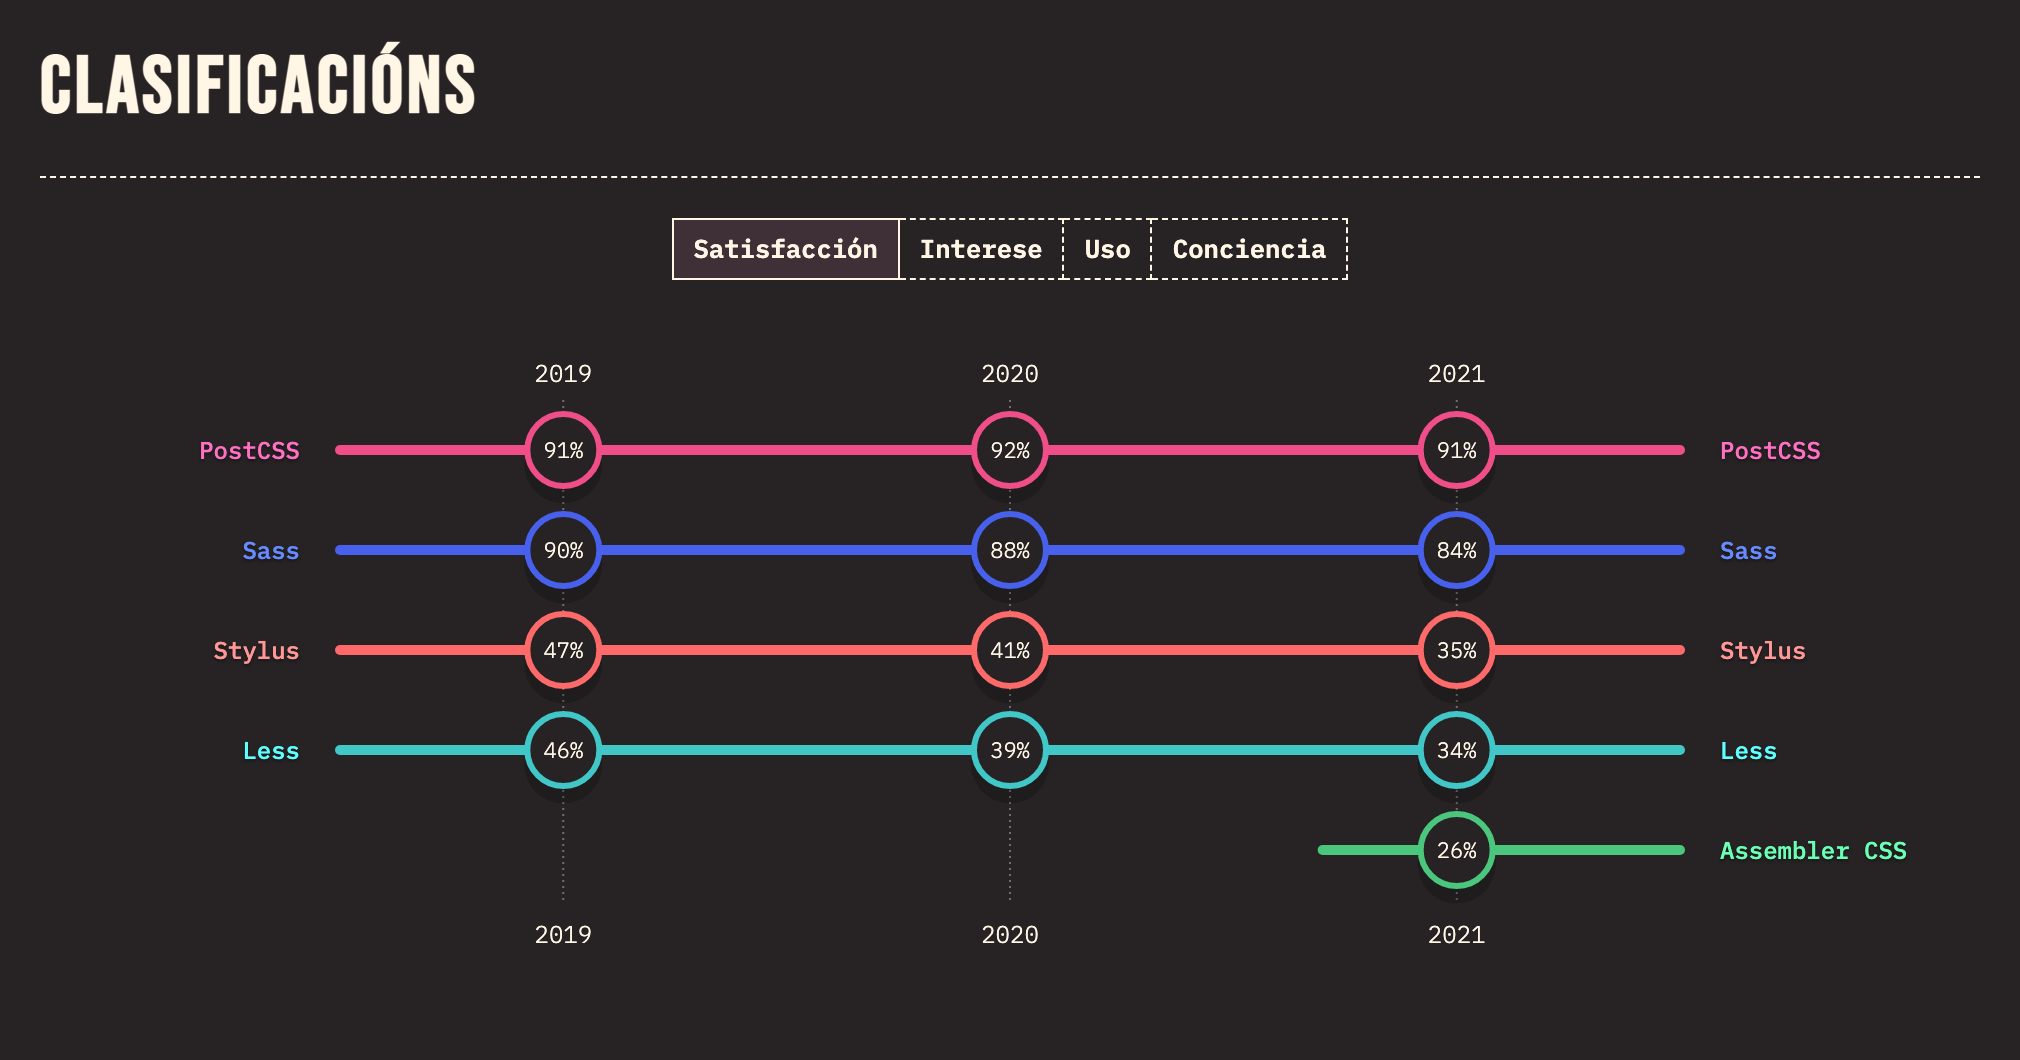 CLASIFICACIÓNS
Satisfacción Interese Uso Conciencia
2019 2020 2021
PostCSS 91% 92% 91% PostCSS
Sass 90% 88% 84% Sass
Stylus 47% 41% 35% Stylus
Less 46% 39% 34% Less
26% Assembler CSS
2019 2020 2021